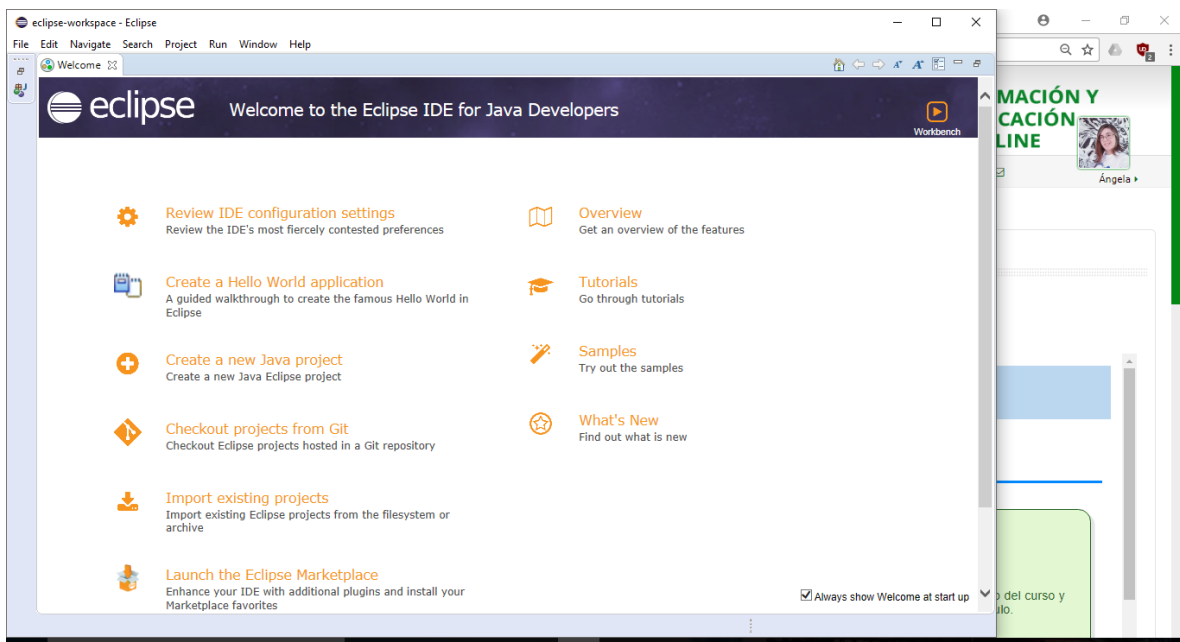 eclipse-workspace - Eclipse
File Edit Navigate Search Project Run Window Help
Welcome
eclipse
Welcome to the Eclipse IDE for Java Developers
Workbench
Review IDE configuration settings
Review the IDE's most fiercely contested preferences
Create a Hello World application
A guided walkthrough to create the famous Hello World in
Eclipse
Create a new Java project
Create a new Java Eclipse project
Checkout projects from Git
Checkout Eclipse projects hosted in a Git repository
Import existing projects
Import existing Eclipse projects from the filesystem or
archive
Launch the Eclipse Marketplace
Enhance your IDE with additional plugins and install your
Marketplace favorites
Overview
Get an overview of the features
Tutorials
Go through tutorials
Samples
Try out the samples
What's New
Find out what is new
Always show Welcome at start up
2
MACIÓN Y
CACIÓN
LINE
Ángela
del curso y
ulo.